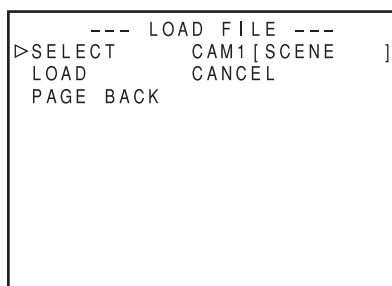 --- LOAD FILE ---
▷SELECT CAM1[SCENE ]
LOAD CANCEL
PAGE BACK